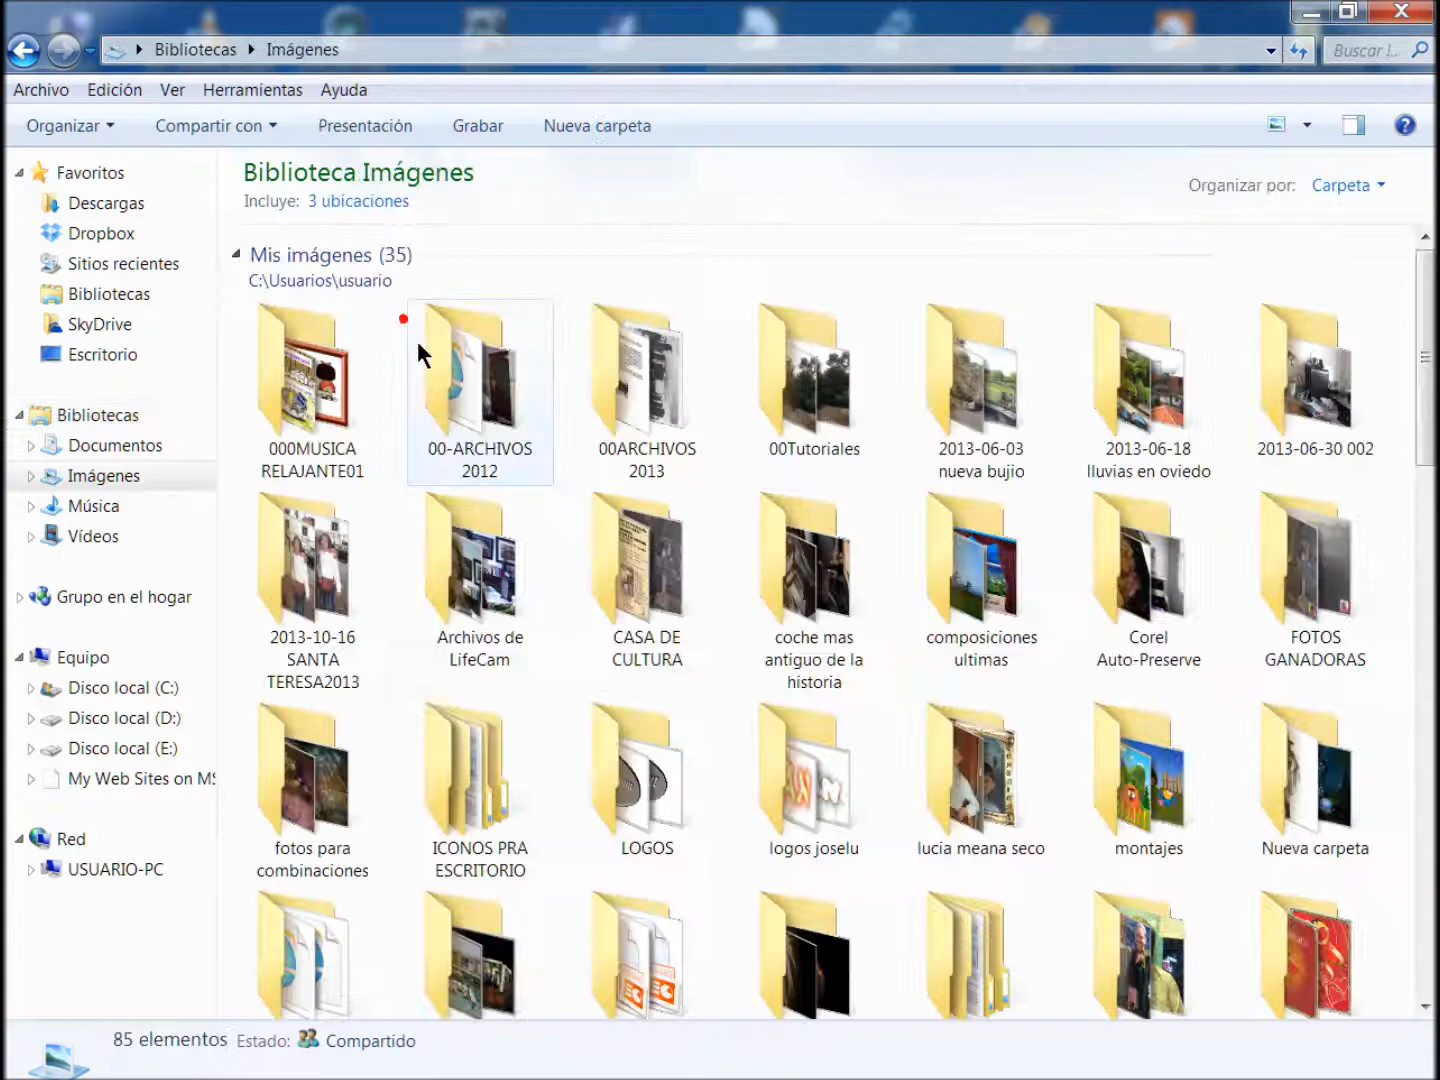 Bibliotecas Imágenes
Buscar I...
Archivo Edición Ver Herramientas Ayuda
Organizar Compartir con Presentación Grabar Nueva carpeta
Favoritos
Descargas
Dropbox
Sitios recientes
Bibliotecas
SkyDrive
Escritorio
Bibliotecas
Documentos
Imágenes
Música
Vídeos
Grupo en el hogar
Equipo
Disco local (C:)
Disco local (D:)
Disco local (E:)
My Web Sites on MS
Red
USUARIO-PC
Biblioteca Imágenes
Incluye: 3 ubicaciones
Organizar por: Carpeta
Mis imágenes (35)
C:\Usuarios\usuario
000MUSICA
RELAJANTE01
00-ARCHIVOS
2012
00ARCHIVOS
2013
00Tutoriales
2013-06-03
nueva bujio
2013-06-18
lluvias en oviedo
2013-06-30 002
2013-10-16
SANTA
TERESA2013
Archivos de
LifeCam
CASA DE
CULTURA
coche mas
antiguo de la
historia
composiciones
ultimas
Corel
Auto-Preserve
FOTOS
GANADORAS
fotos para
combinaciones
ICONOS PRA
ESCRITORIO
LOGOS
logos joselu
lucia meana seco
montajes
Nueva carpeta
85 elementos Estado: Compartido